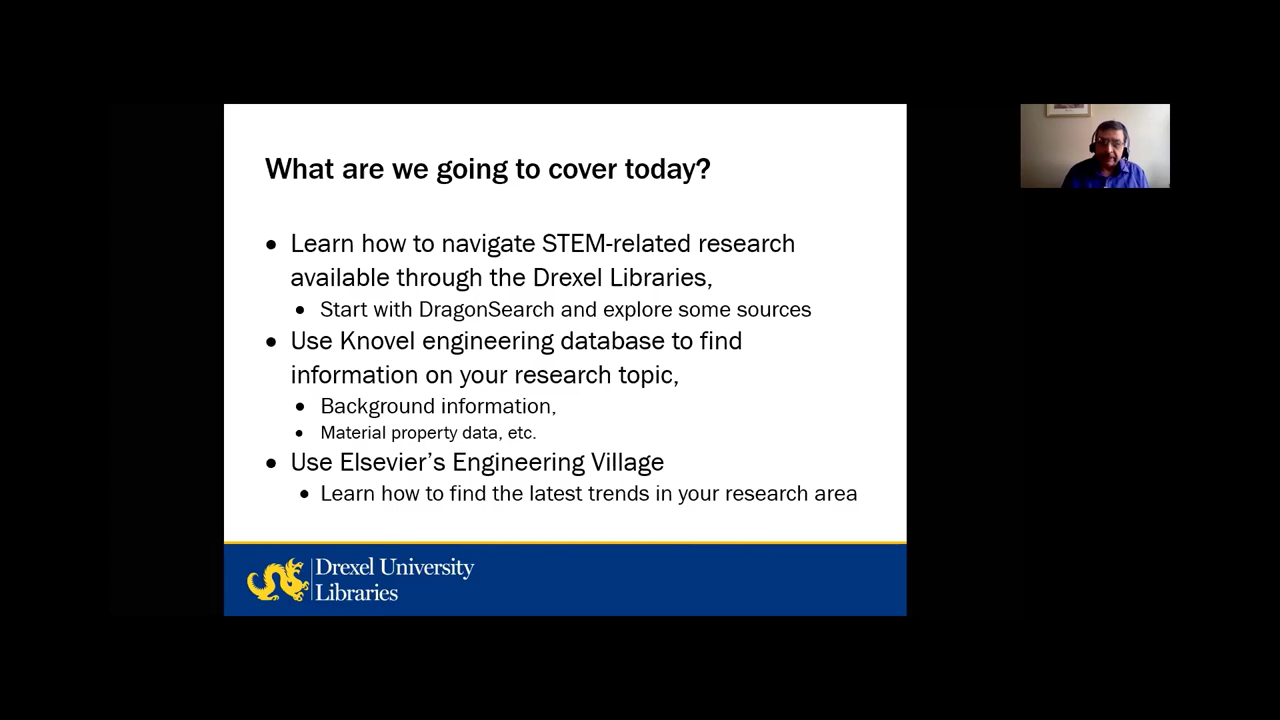 What are we going to cover today?
• Learn how to navigate STEM-related research
available through the Drexel Libraries,
• Start with DragonSearch and explore some sources
• Use Knovel engineering database to find
information on your research topic,
• Background information,
• Material property data, etc.
• Use Elsevier’s Engineering Village
• Learn how to find the latest trends in your research area
Drexel University
Libraries